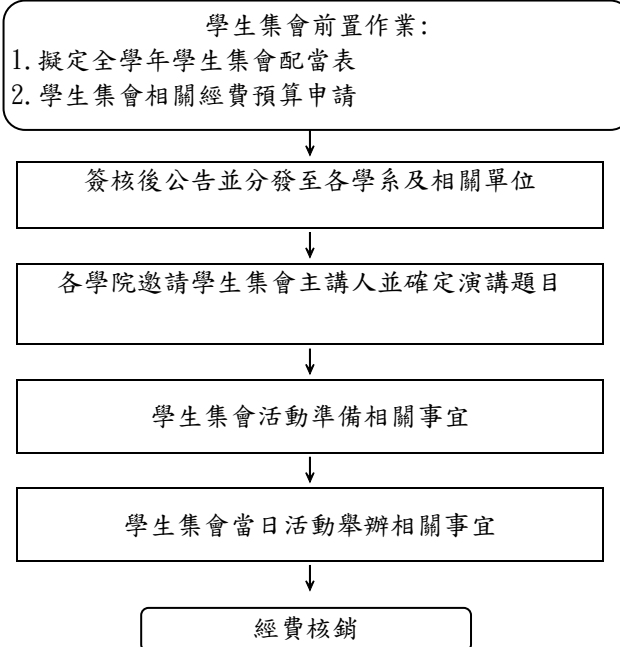 學生集會前置作業:
1.擬定全學年學生集會配當表
2.學生集會相關經費預算申請
簽核後公告並分發至各學系及相關單位
各學院邀請學生集會主講人並確定演講題目
學生集會活動準備相關事宜
學生集會當日活動舉辦相關事宜
經費核銷